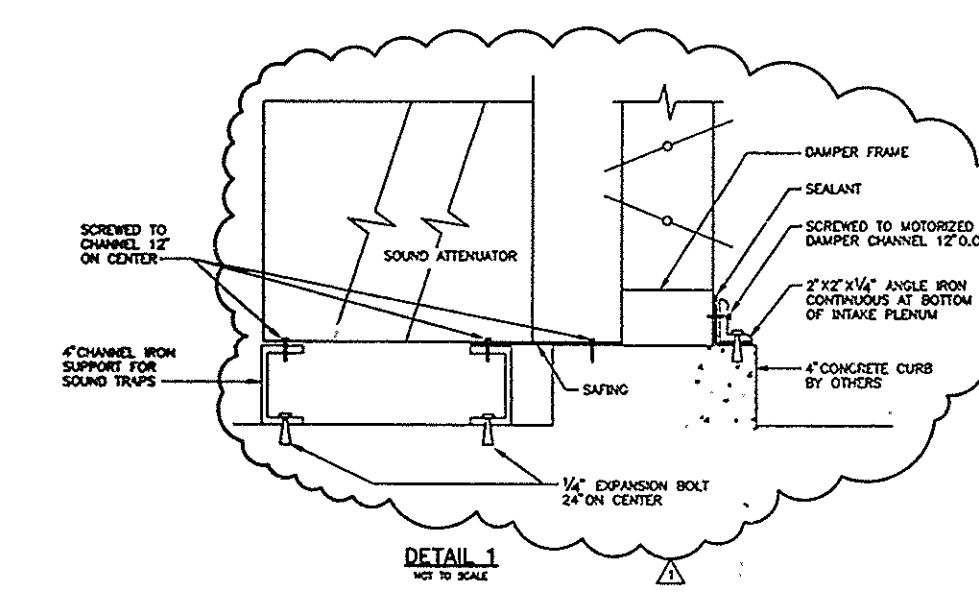 DAMPER FRAME
SEALANT
SCREWED TO MOTORIZED
DAMPER CHANNEL 12"O.C
2"X2"X1/4" ANGLE IRON
CONTINUOUS AT BOTTOM
OF INTAKE PLENUM
4"CONCRETE CURB
BY OTHERS
SCREWED TO
CHANNEL 12"
ON CENTER
SOUND ATTENUATOR
4"CHANNEL IRON
SUPPORT FOR
SOUND TRAPS
SAFING
1/4" EXPANSION BOLT
24"ON CENTER
DETAIL 1
NOT TO SCALE
1